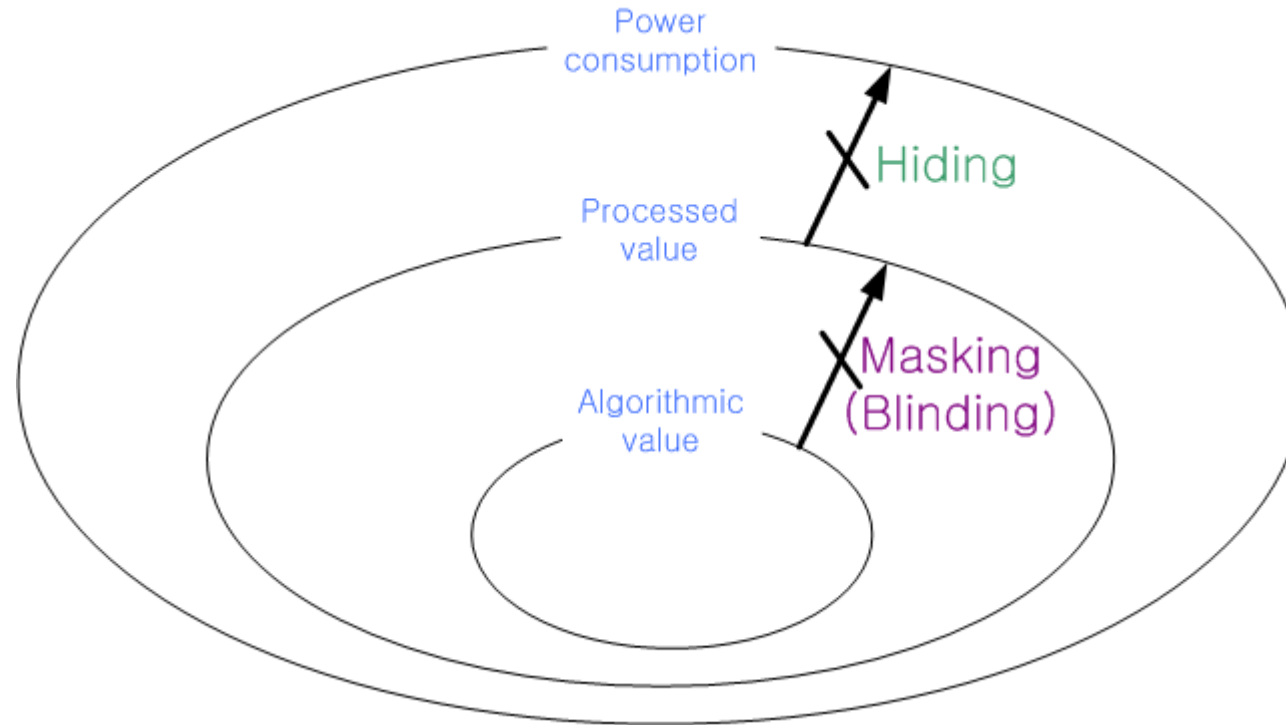 Power
consumption
Hiding
Processed
value
Masking
(Blinding)
Algorithmic
value